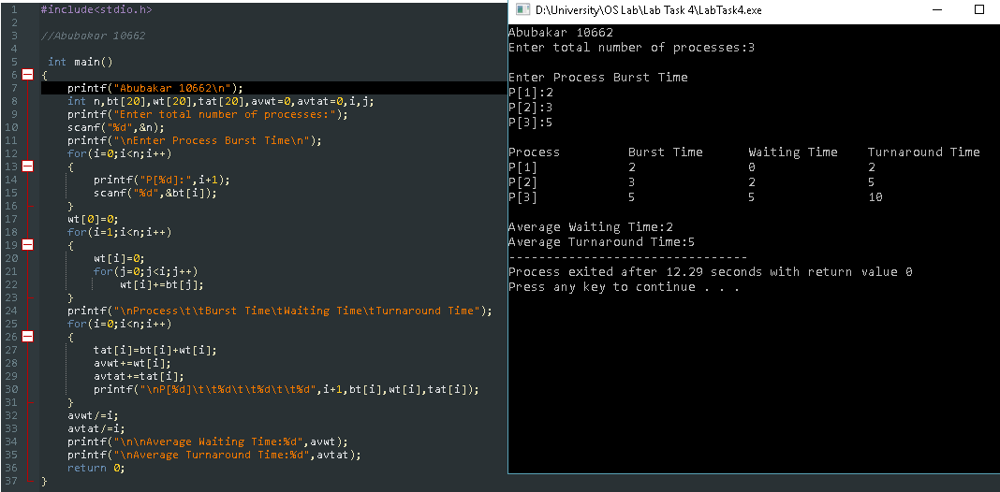 1 #include<stdio.h>
2
3 //Abubakar 10662
4
5 int main()
6 {
7 printf("Abubakar 10662\n");
8 int n,bt[20],wt[20],tat[20],avwt=0,avtat=0,i,j;
9 printf("Enter total number of processes:");
10 scanf("%d",&n);
11 printf("\nEnter Process Burst Time\n");
12 for(i=0;i<n;i++)
13 {
14 printf("P[%d]:",i+1);
15 scanf("%d",&bt[i]);
16 }
17 wt[0]=0;
18 for(i=1;i<n;i++)
19 {
20 wt[i]=0;
21 for(j=0;j<i;j++)
22 wt[i]+=bt[j];
23 }
24 printf("\nProcess\t\tBurst Time\tWaiting Time\tTurnaround Time");
25 for(i=0;i<n;i++)
26 {
27 tat[i]=bt[i]+wt[i];
28 avwt+=wt[i];
29 avtat+=tat[i];
30 printf("\nP[%d]\t\t%d\t\t%d\t\t%d",i+1,bt[i],wt[i],tat[i]);
31 }
32 avwt/=i;
33 avtat/=i;
34 printf("\n\nAverage Waiting Time:%d",avwt);
35 printf("\nAverage Turnaround Time:%d",avtat);
36 return 0;
37 }
D:\University\OS Lab\Lab Task 4\LabTask4.exe
Abubakar 10662
Enter total number of processes:3
Enter Process Burst Time
P[1]:2
P[2]:3
P[3]:5
Process Burst Time Waiting Time Turnaround Time
P[1] 2 0 2
P[2] 3 2 5
P[3] 5 5 10
Average Waiting Time:2
Average Turnaround Time:5
--------------------------------
Process exited after 12.29 seconds with return value 0
Press any key to continue . . .